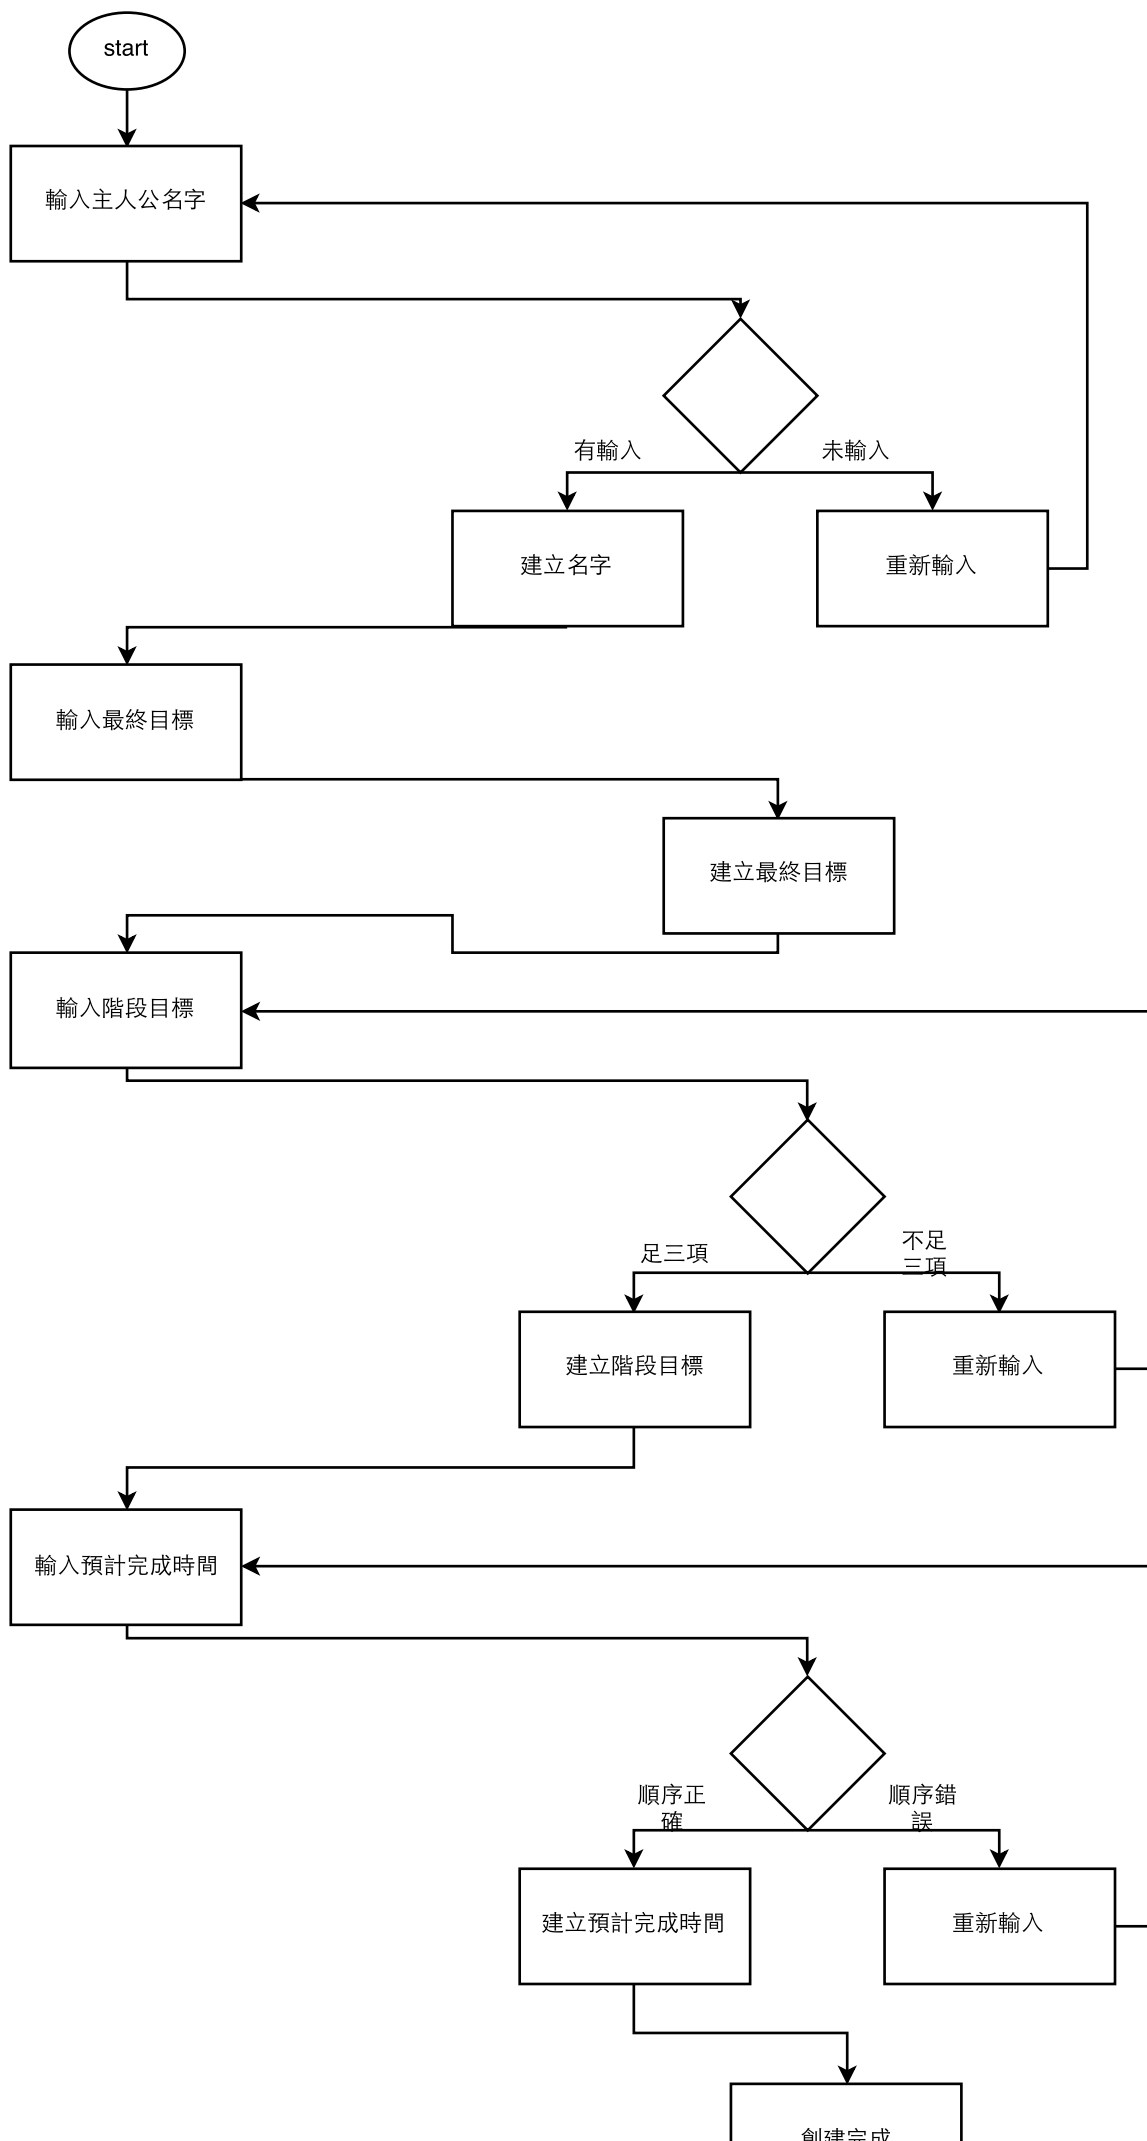 start
輸入主人公名字
有輸入
未輸入
建立名字
重新輸入
輸入最終目標
建立最終目標
輸入階段目標
足三項
不足
三項
建立階段目標
重新輸入
輸入預計完成時間
順序正
確
順序錯
誤
建立預計完成時間
重新輸入
創建完成